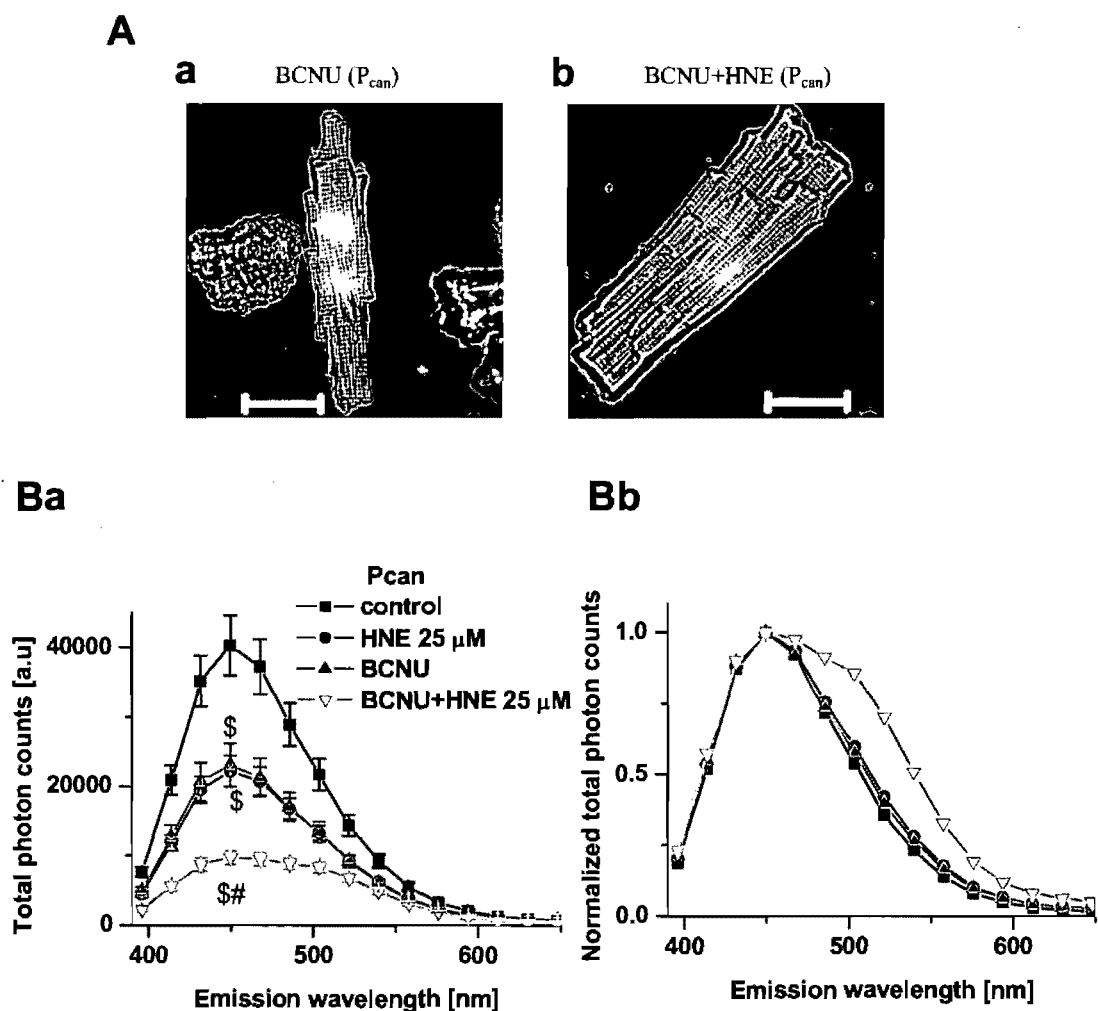 A
a BCNU (Pcan)
b BCNU+HNE (Pcan)
Ba
Total photon counts [a.u]
40000
20000
0
400 500 600
Emission wavelength [nm]
Pcan
control
HNE 25 μM
BCNU
BCNU+HNE 25 μM
$
$
$#
Bb
Normalized total photon counts
1.0
0.5
0.0
400 500 600
Emission wavelength [nm]